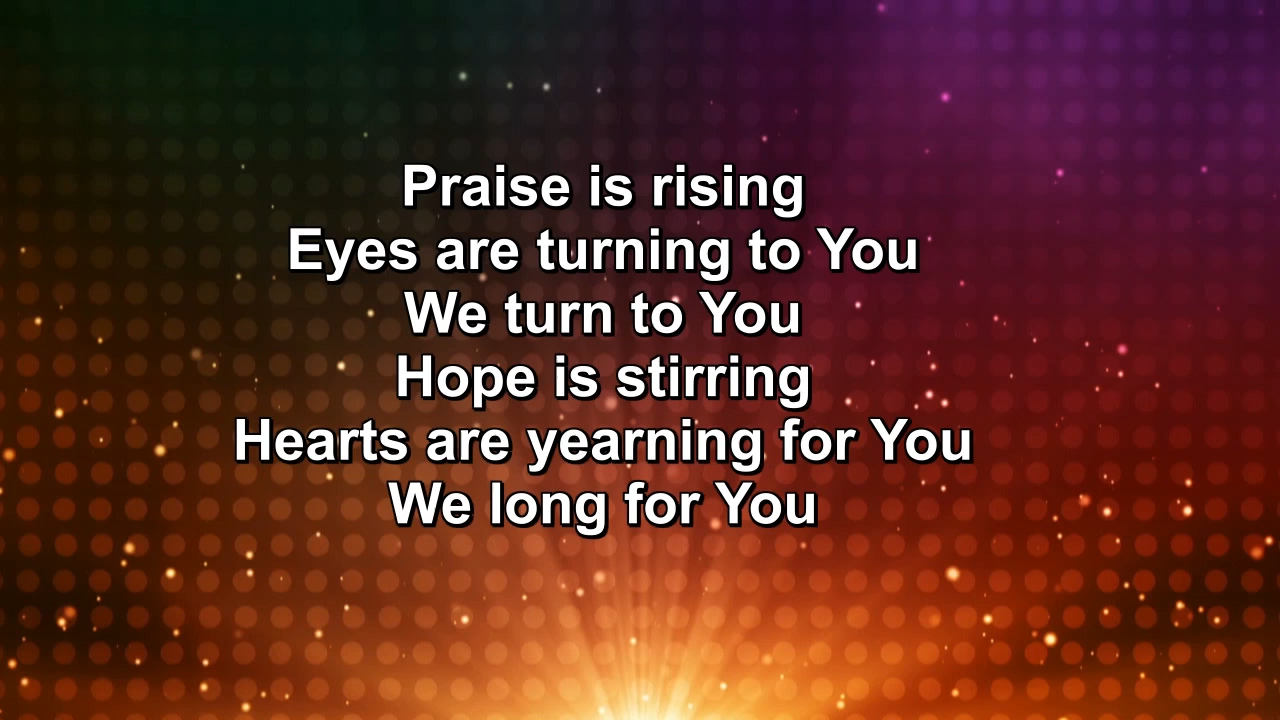 Praise is rising
Eyes are turning to You
We turn to You
Hope is stirring
Hearts are yearning for You
We long for You